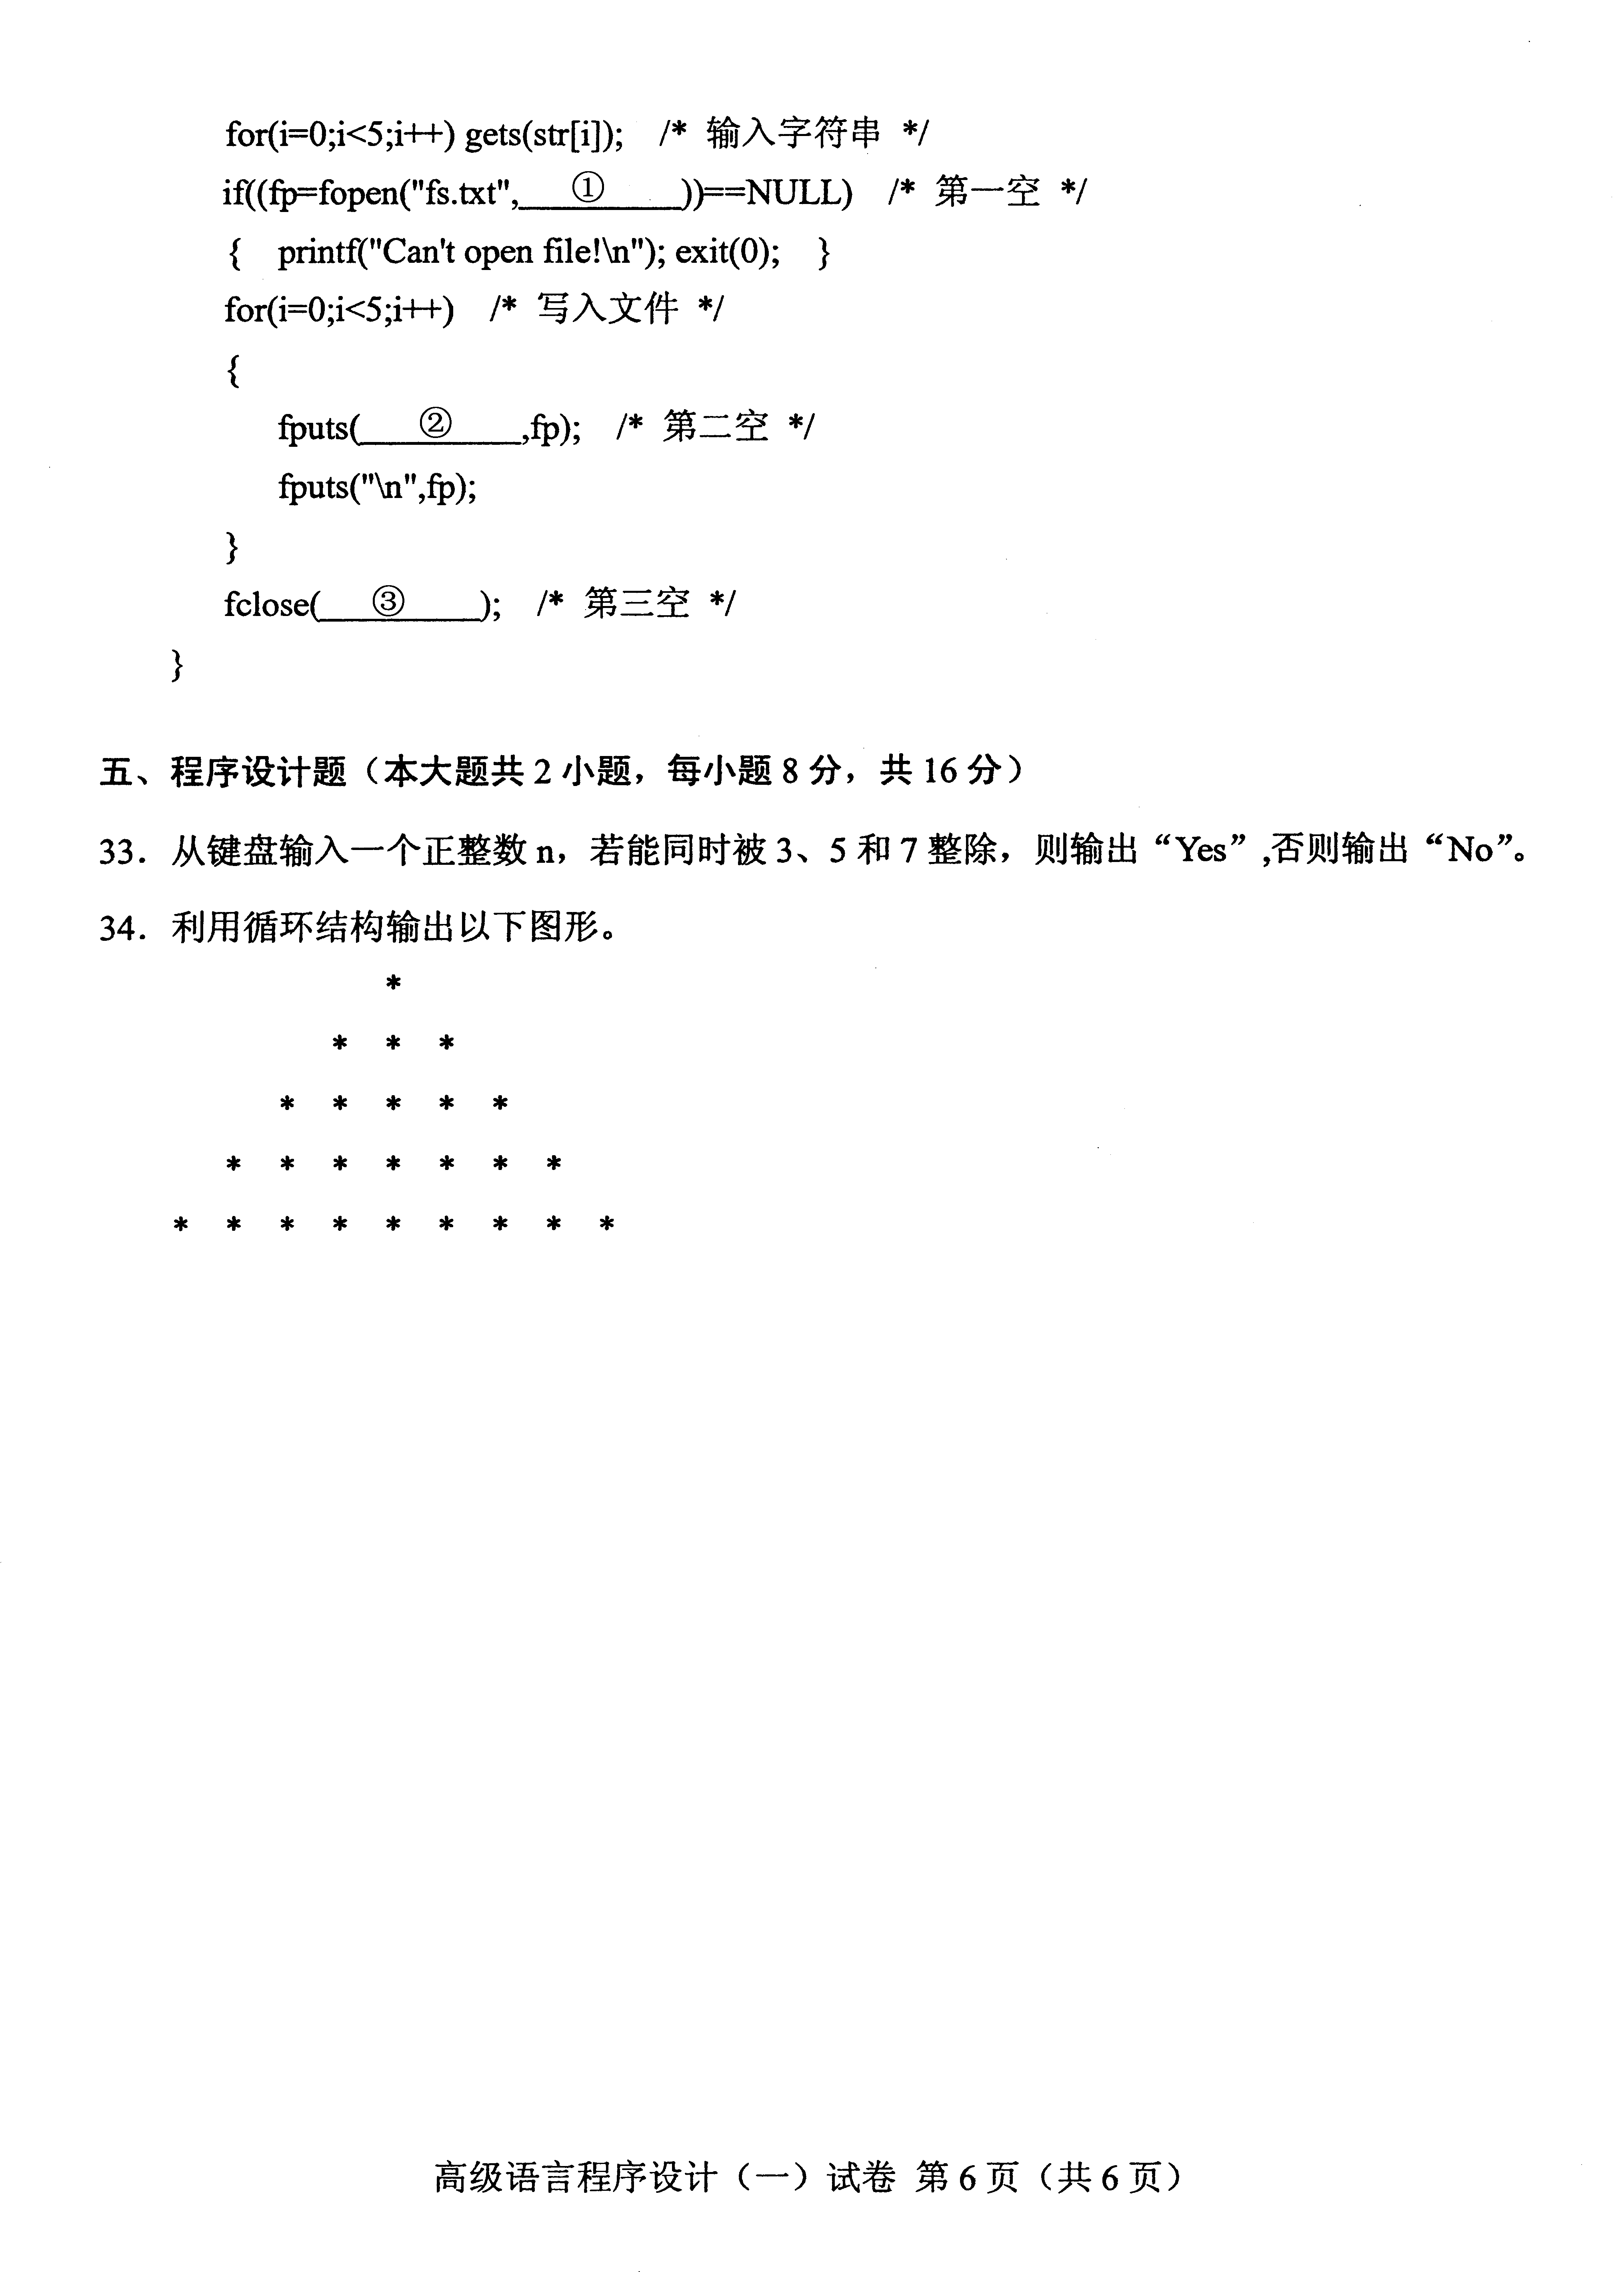 for(i=0;i<5;i++) gets(str[i]); /* 输入字符串 */
if((fp=fopen("fs.txt",___①___))==NULL) /* 第一空 */
{ printf("Can't open file!\n"); exit(0); }
for(i=0;i<5;i++) /* 写入文件 */
{
fputs(___②___,fp); /* 第二空 */
fputs("\n",fp);
}
fclose(___③___); /* 第三空 */
}
五、程序设计题（本大题共 2 小题，每小题 8 分，共 16 分）
33．从键盘输入一个正整数 n，若能同时被 3、5 和 7 整除，则输出“Yes”,否则输出“No”。
34．利用循环结构输出以下图形。
*
* * *
* * * * *
* * * * * * *
* * * * * * * * *
高级语言程序设计（一）试卷 第 6 页（共 6 页）